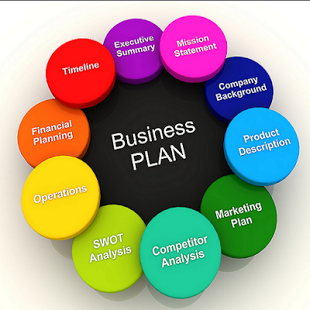 Business
PLAN
Executive
Summary
Mission
Statement
Company
Background
Product
Description
Marketing
Plan
Competitor
Analysis
SWOT
Analysis
Operations
Financial
Planning
Timeline